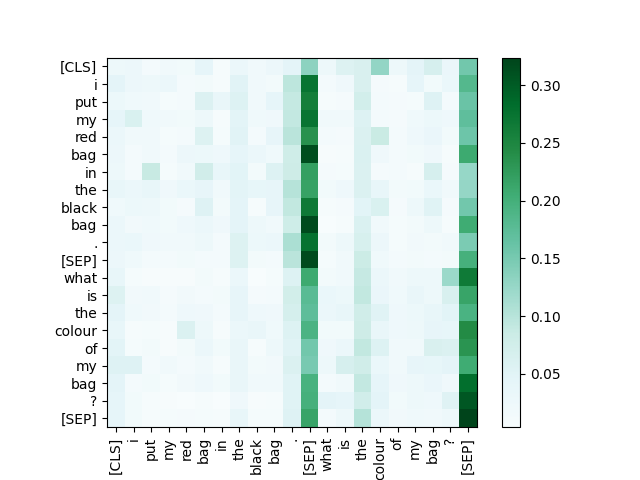 [CLS]
i
put
my
red
bag
in
the
black
bag
.
[SEP]
what
is
the
colour
of
my
bag
?
[SEP]
[CLS]
i
put
my
red
bag
in
the
black
bag
.
[SEP]
what
is
the
colour
of
my
bag
?
[SEP]
0.30
0.25
0.20
0.15
0.10
0.05